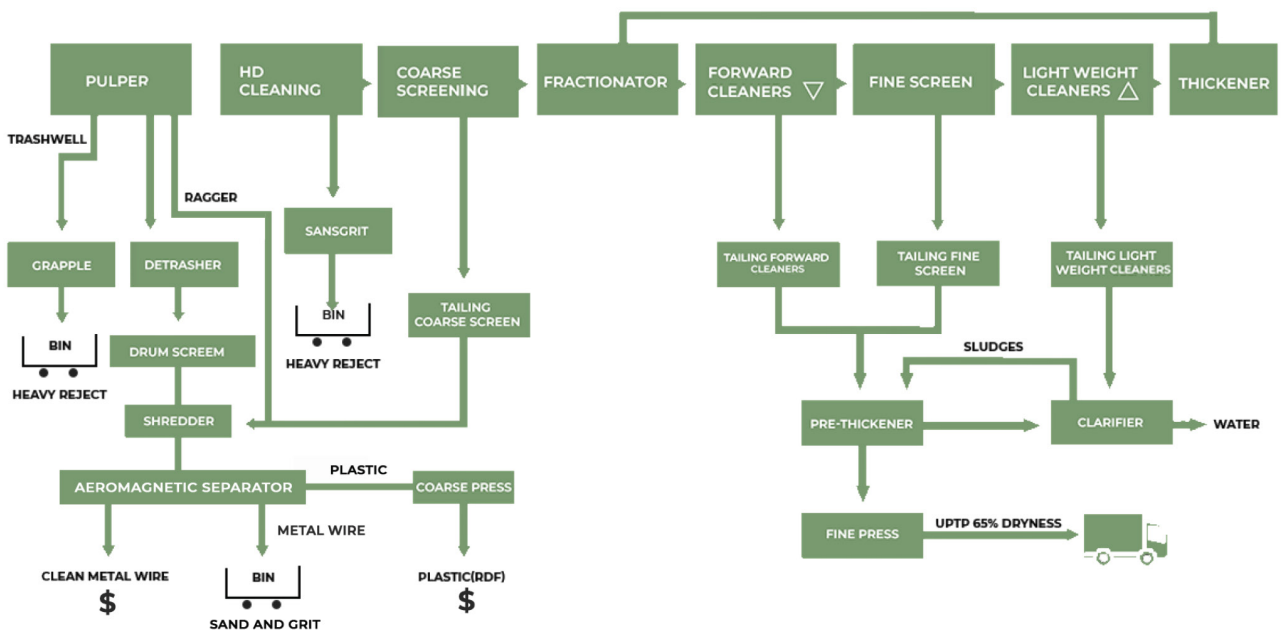 PULPER
HD
CLEANING
COARSE
SCREENING
FRACTIONATOR
FORWARD
CLEANERS
FINE SCREEN
LIGHT WEIGHT
CLEANERS
THICKENER
TRASHWELL
RAGGER
GRAPPLE
DETRASHER
SANSGRIT
TAILING FORWARD
CLEANERS
TAILING FINE
SCREEN
TAILING LIGHT
WEIGHT CLEANERS
BIN
HEAVY REJECT
DRUM SCREEM
BIN
HEAVY REJECT
TAILING
COARSE SCREEN
SLUDGES
SHREDDER
PRE-THICKENER
CLARIFIER
WATER
AEROMAGNETIC SEPARATOR
PLASTIC
COARSE PRESS
METAL WIRE
FINE PRESS
UPTP 65% DRYNESS
CLEAN METAL WIRE
$
BIN
SAND AND GRIT
PLASTIC(RDF)
$